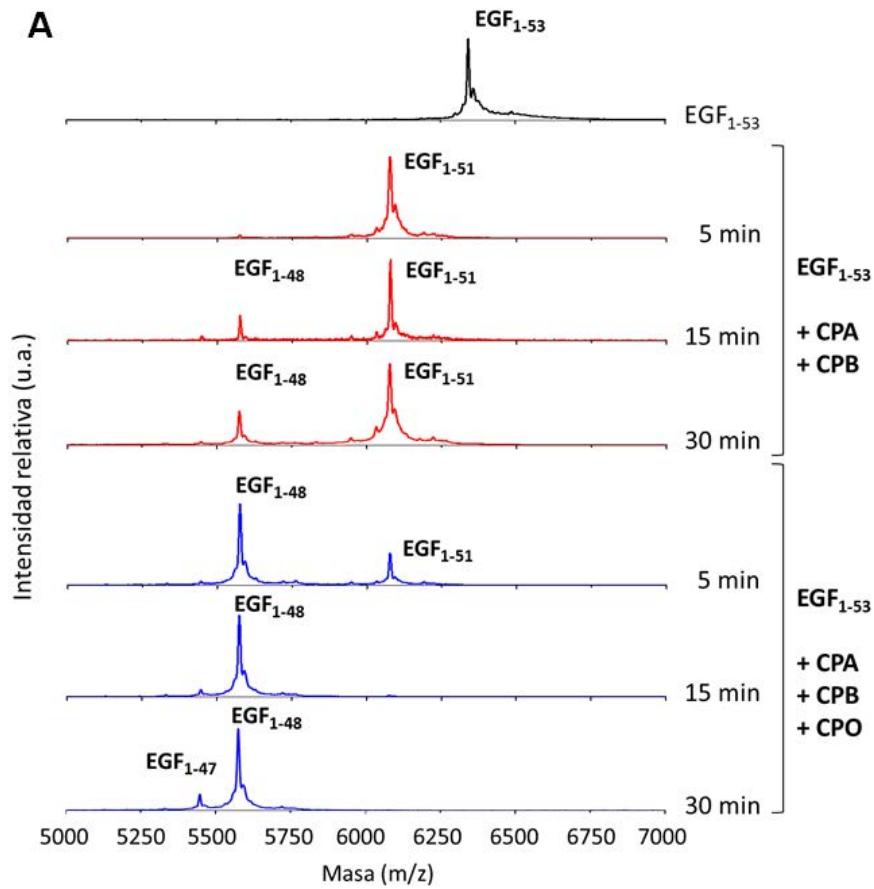 A
EGF1-53
EGF1-53
EGF1-51
5 min
EGF1-48
EGF1-51
15 min
EGF1-48
EGF1-51
30 min
EGF1-53
+ CPA
+ CPB
EGF1-48
EGF1-51
5 min
EGF1-48
15 min
EGF1-47
EGF1-48
30 min
EGF1-53
+ CPA
+ CPB
+ CPO
Intensidad relativa (u.a.)
5000 5250 5500 5750 6000 6250 6500 6750 7000
Masa (m/z)